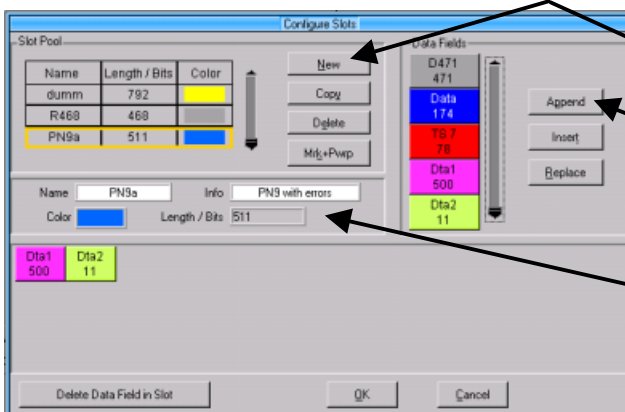 Configure Slots
Slot Pool
Name Length / Bits Color
dumm 792
R468 468
PN9a 511
New
Copy
Delete
Mrk+Pwp
Data Fields
D471
471
Data
174
TS 7
78
Dta1
500
Dta2
11
Append
Insert
Replace
Name PN9a Info PN9 with errors
Color Length / Bits 511
Dta1
500
Dta2
11
Delete Data Field in Slot
OK
Cancel